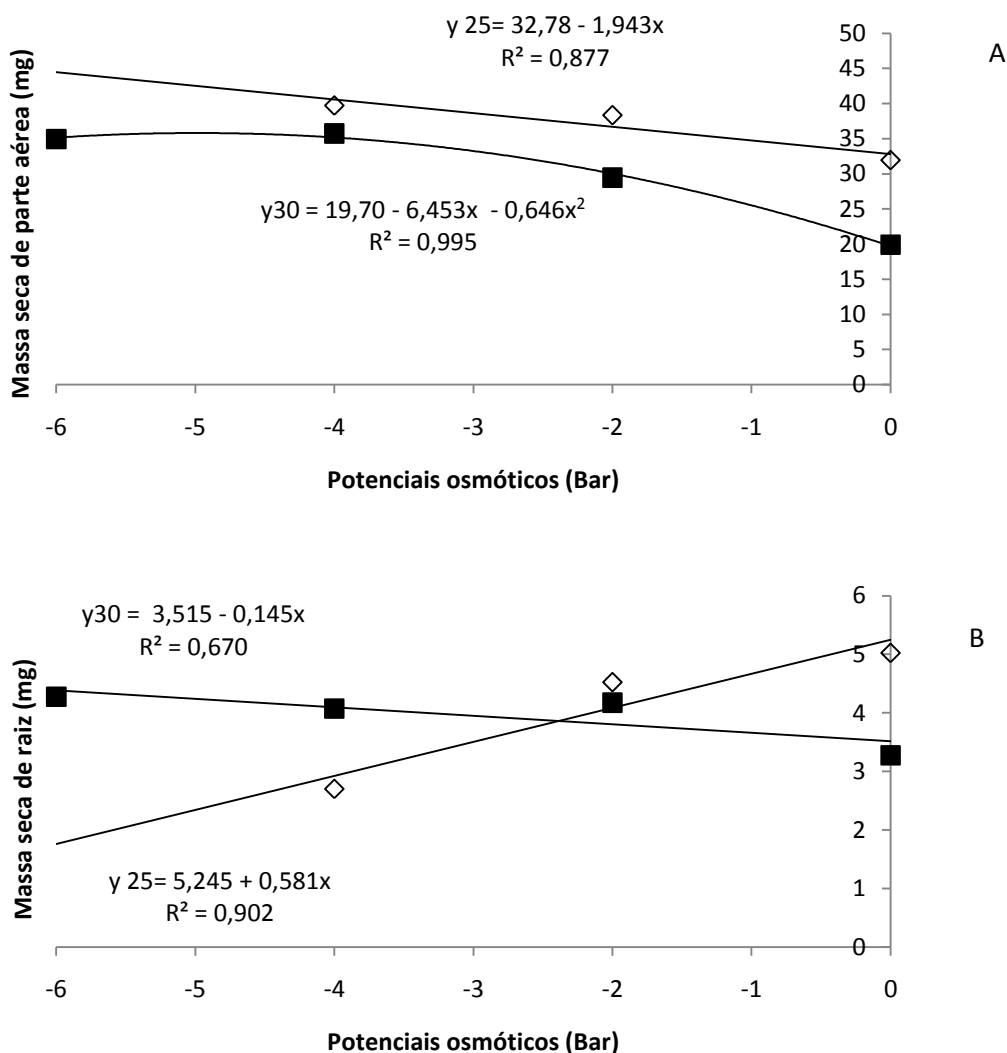 y 25= 32,78 - 1,943x
R² = 0,877
A
50
45
40
35
30
25
20
15
10
5
0
Massa seca de parte aérea (mg)
y30 = 19,70 - 6,453x - 0,646x²
R² = 0,995
-6 -5 -4 -3 -2 -1 0
Potenciais osmóticos (Bar)
y30 = 3,515 - 0,145x
R² = 0,670
B
6
5
4
3
2
1
0
Massa seca de raiz (mg)
y 25= 5,245 + 0,581x
R² = 0,902
-6 -5 -4 -3 -2 -1 0
Potenciais osmóticos (Bar)